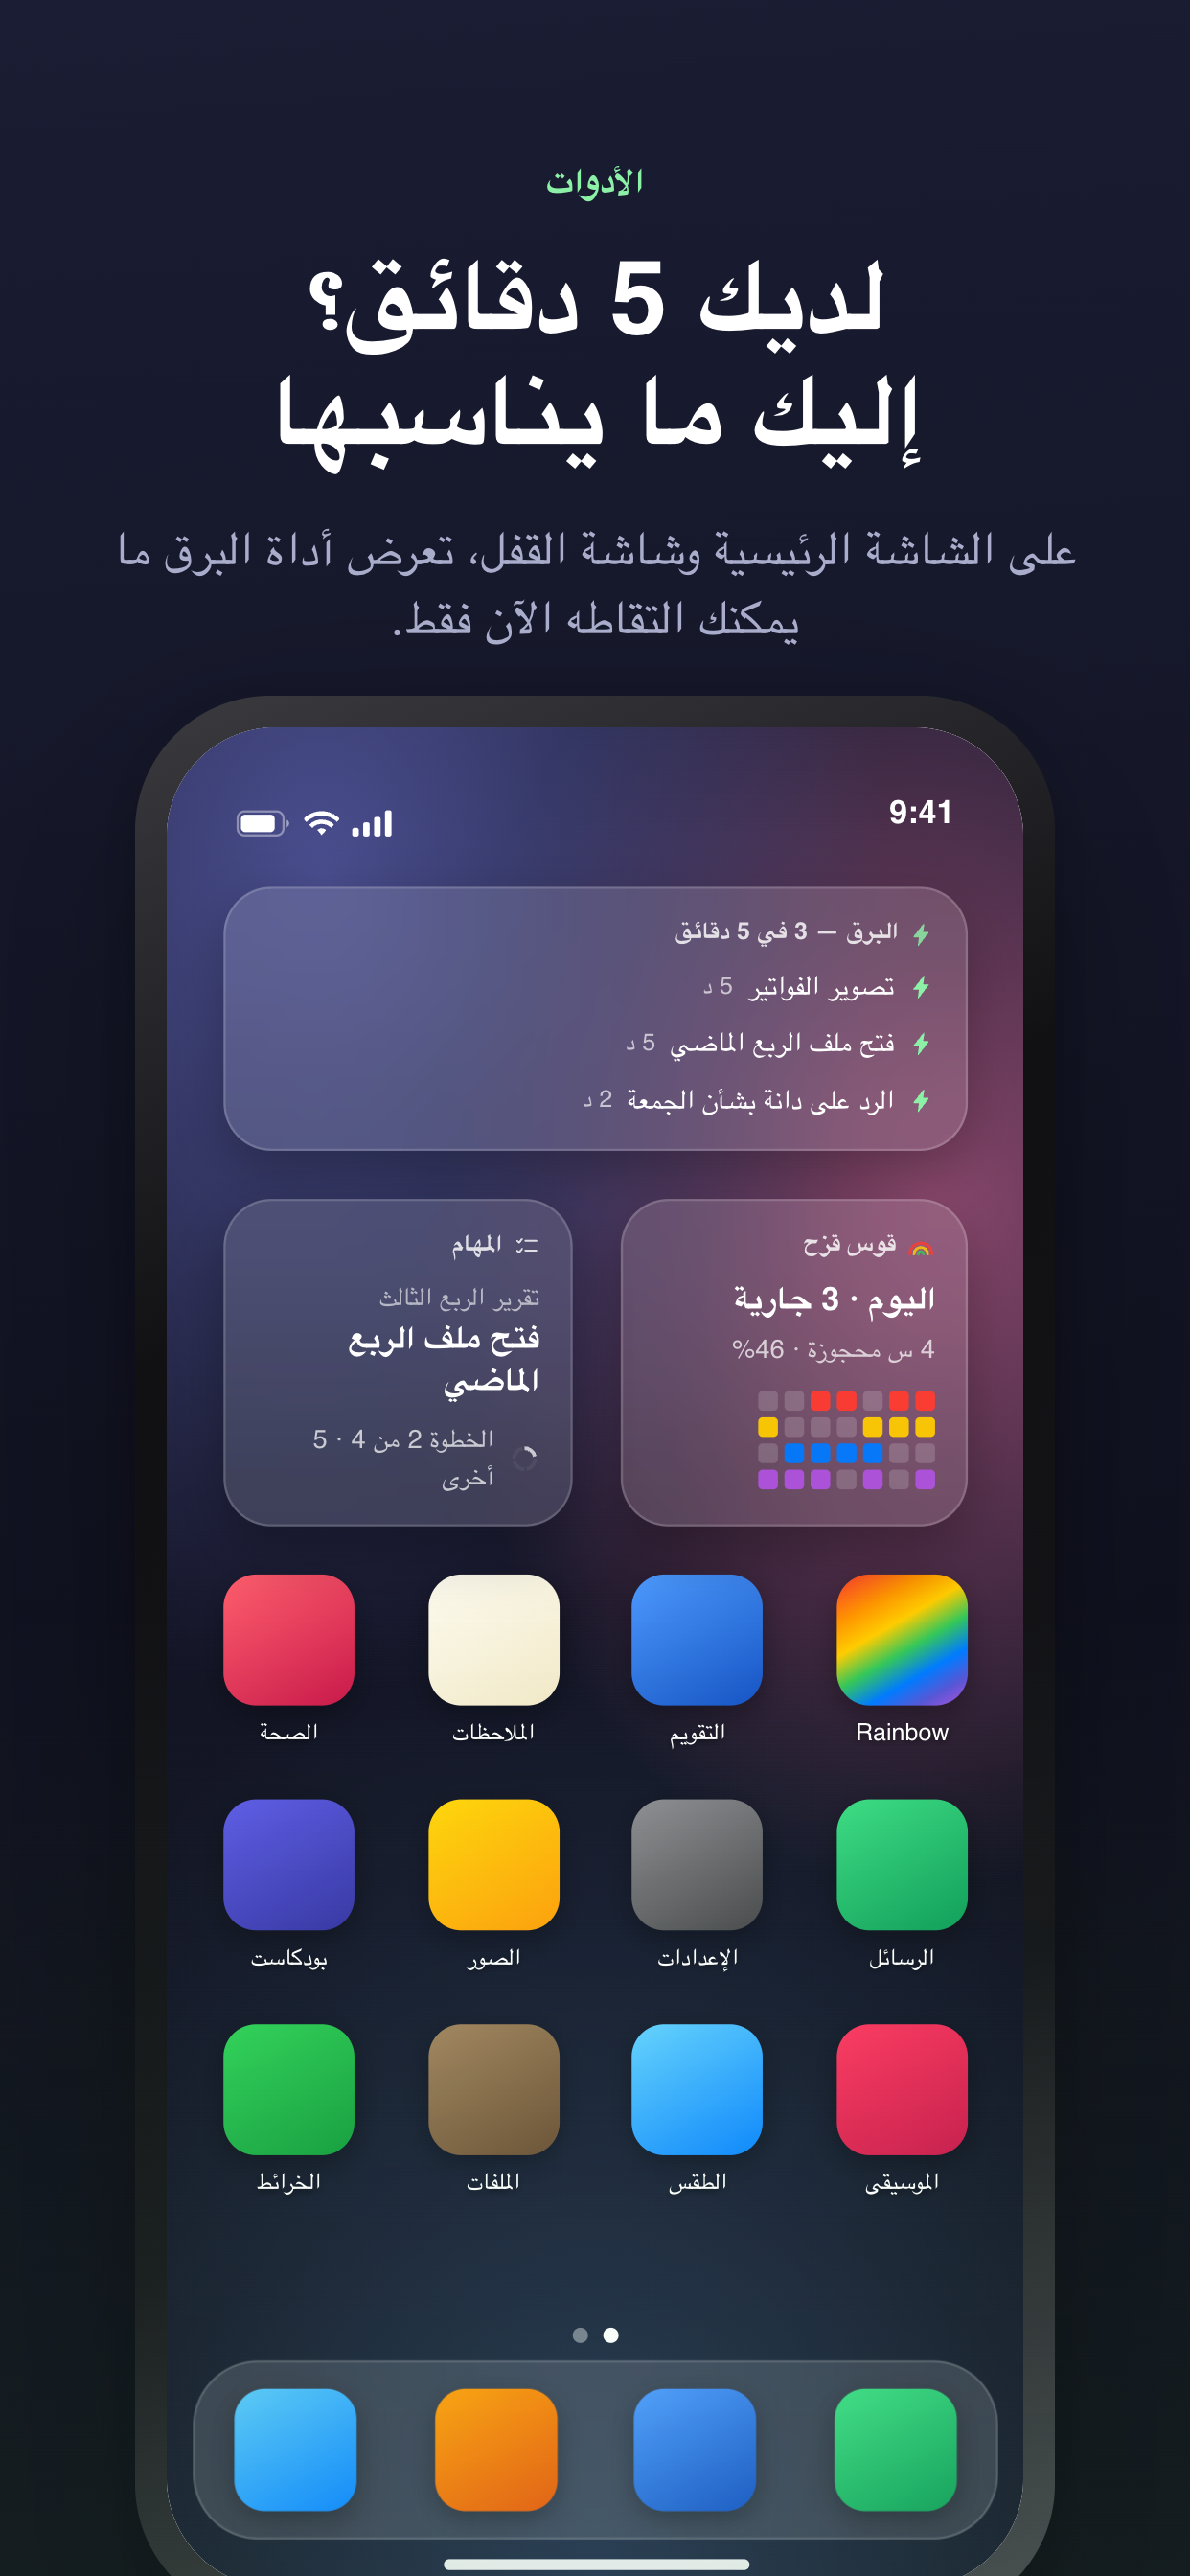 الأدوات
لديك 5 دقائق؟
إليك ما يناسبها
على الشاشة الرئيسية وشاشة القفل، تعرض أداة البرق ما
يمكنك التقاطه الآن فقط.
9:41
البرق — 3 في 5 دقائق
تصوير الفواتير 5 د
فتح ملف الربع الماضي 5 د
الرد على دانة بشأن الجمعة 2 د
قوس قزح
اليوم · 3 جارية
4 س محجوزة · 46%
المهام
تقرير الربع الثالث
فتح ملف الربع
الماضي
الخطوة 2 من 4 · 5
أخرى
Rainbow
التقويم
الملاحظات
الصحة
الرسائل
الإعدادات
الصور
بودكاست
الموسيقى
الطقس
الملفات
الخرائط